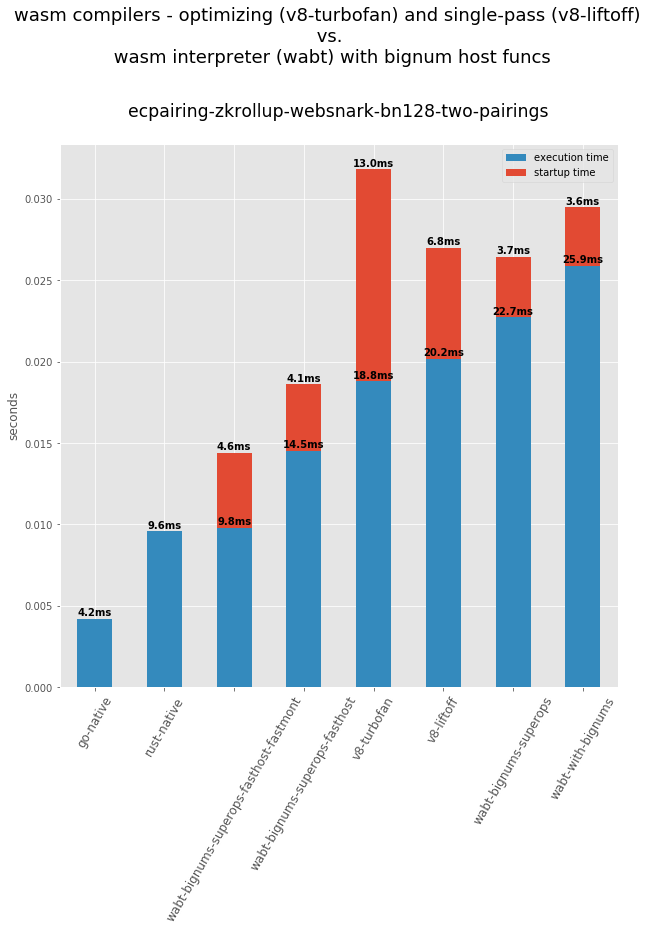 wasm compilers - optimizing (v8-turbofan) and single-pass (v8-liftoff)
vs.
wasm interpreter (wabt) with bignum host funcs
ecpairing-zkrollup-websnark-bn128-two-pairings
execution time
startup time
seconds
0.030
0.025
0.020
0.015
0.010
0.005
0.000
4.2ms
9.6ms
4.6ms
9.8ms
4.1ms
14.5ms
13.0ms
18.8ms
6.8ms
20.2ms
3.7ms
22.7ms
3.6ms
25.9ms
go-native
rust-native
wabt-bignums-superops-fasthost-fastmont
wabt-bignums-superops-fasthost
v8-turbofan
v8-liftoff
wabt-bignums-superops
wabt-with-bignums